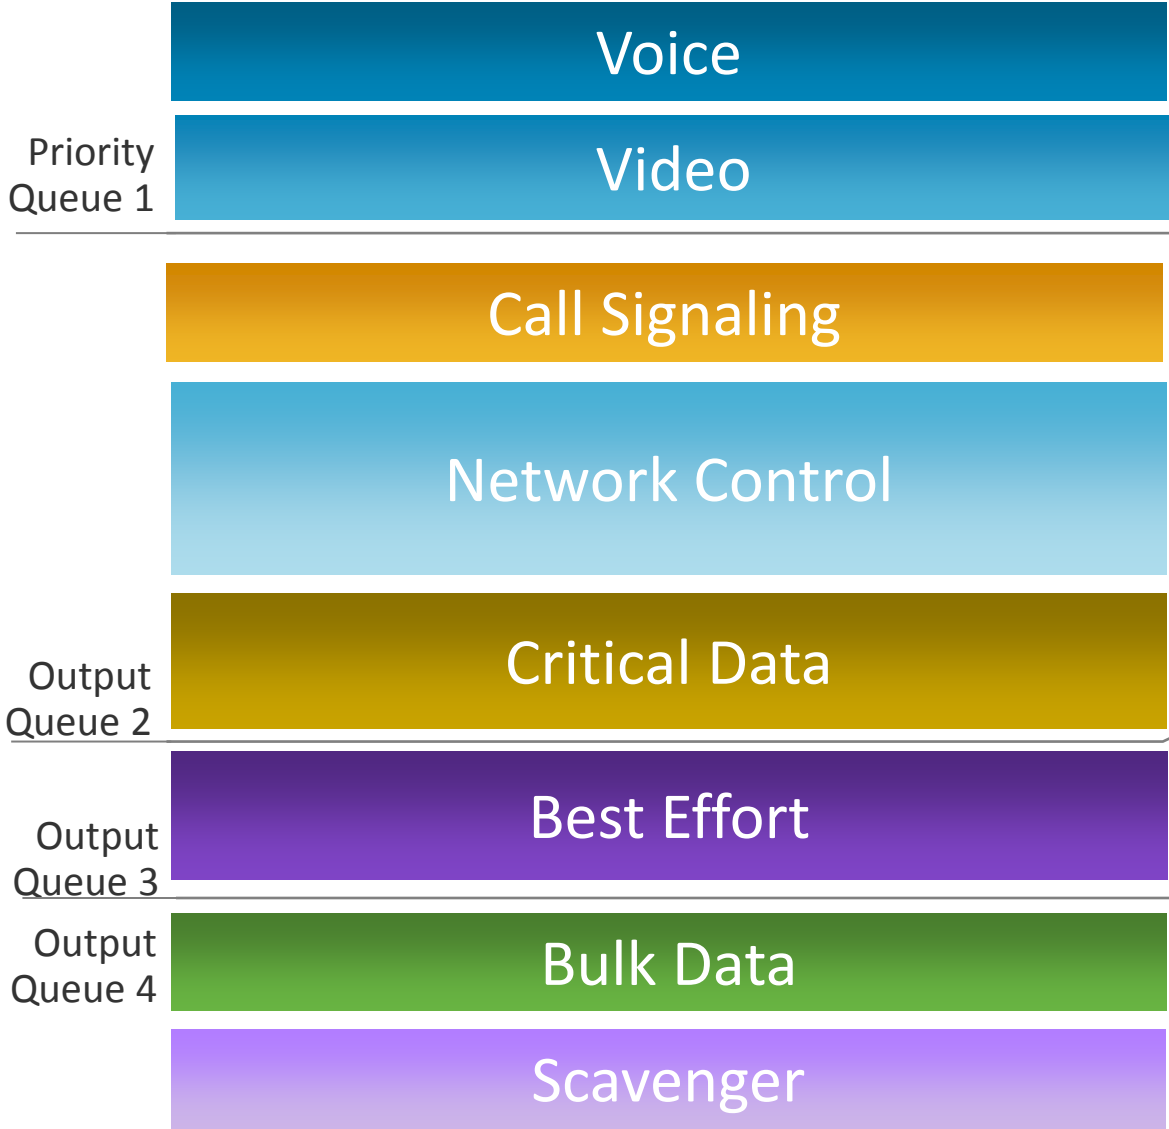 Voice
Priority
Queue 1
Video
Call Signaling
Network Control
Critical Data
Output
Queue 2
Best Effort
Output
Queue 3
Output
Queue 4
Bulk Data
Scavenger